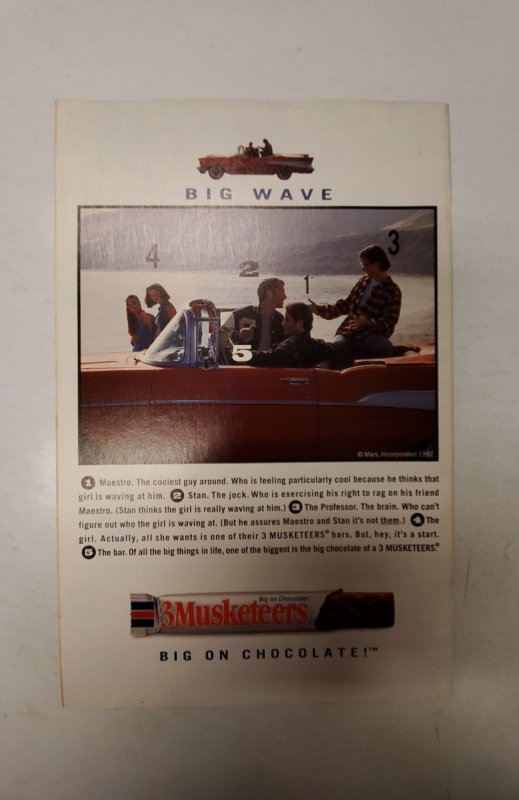 BIG WAVE
4
2
1
3
5
© Mars, Incorporated 1992
1 Maestro. The coolest guy around. Who is feeling particularly cool because he thinks that
girl is waving at him. 2 Stan. The jock. Who is exercising his right to rag on his friend
Maestro. (Stan thinks the girl is really waving at him.) 3 The Professor. The brain. Who can't
figure out who the girl is waving at. (But he assures Maestro and Stan it's not them.) 4 The
girl. Actually, all she wants is one of their 3 MUSKETEERS® bars. But, hey, it's a start.
5 The bar. Of all the big things in life, one of the biggest is the big chocolate of a 3 MUSKETEERS®.
Big on Chocolate!
3Musketeers
BIG ON CHOCOLATE!™